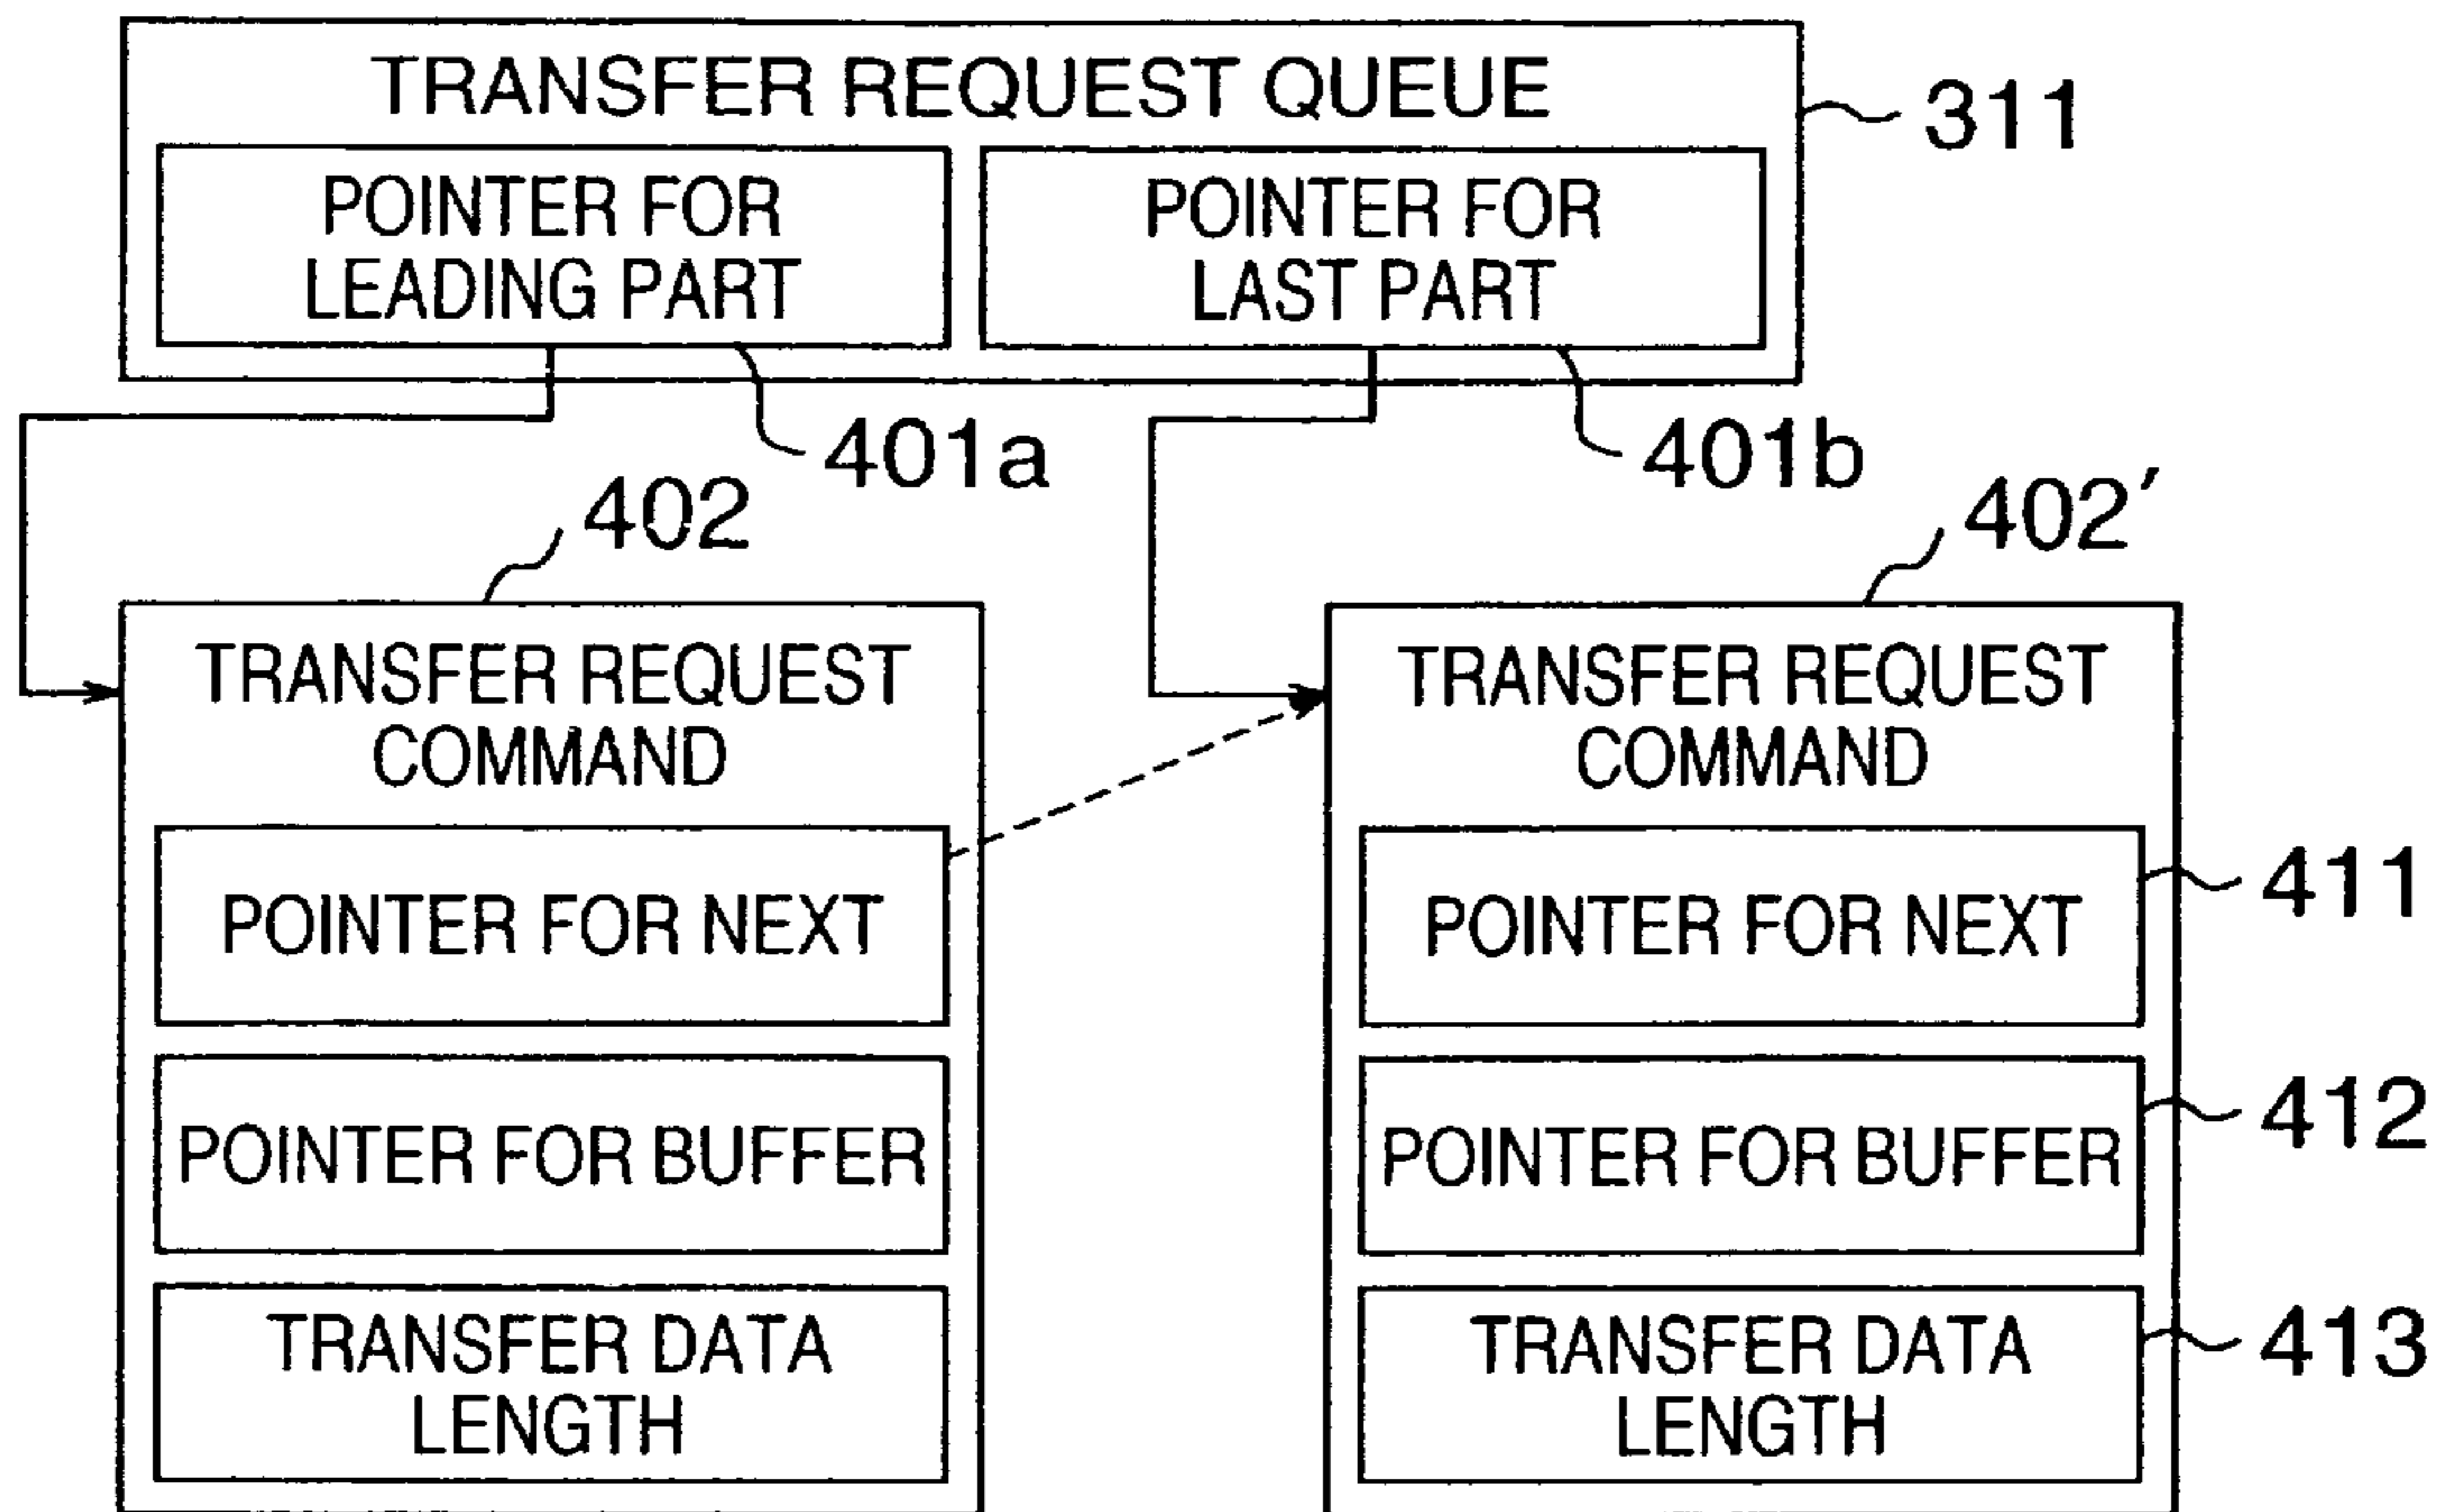 TRANSFER REQUEST QUEUE
311
POINTER FOR
LEADING PART
POINTER FOR
LAST PART
401a
401b
402
402′
TRANSFER REQUEST
COMMAND
POINTER FOR NEXT
POINTER FOR BUFFER
TRANSFER DATA
LENGTH
TRANSFER REQUEST
COMMAND
POINTER FOR NEXT
411
POINTER FOR BUFFER
412
TRANSFER DATA
LENGTH
413